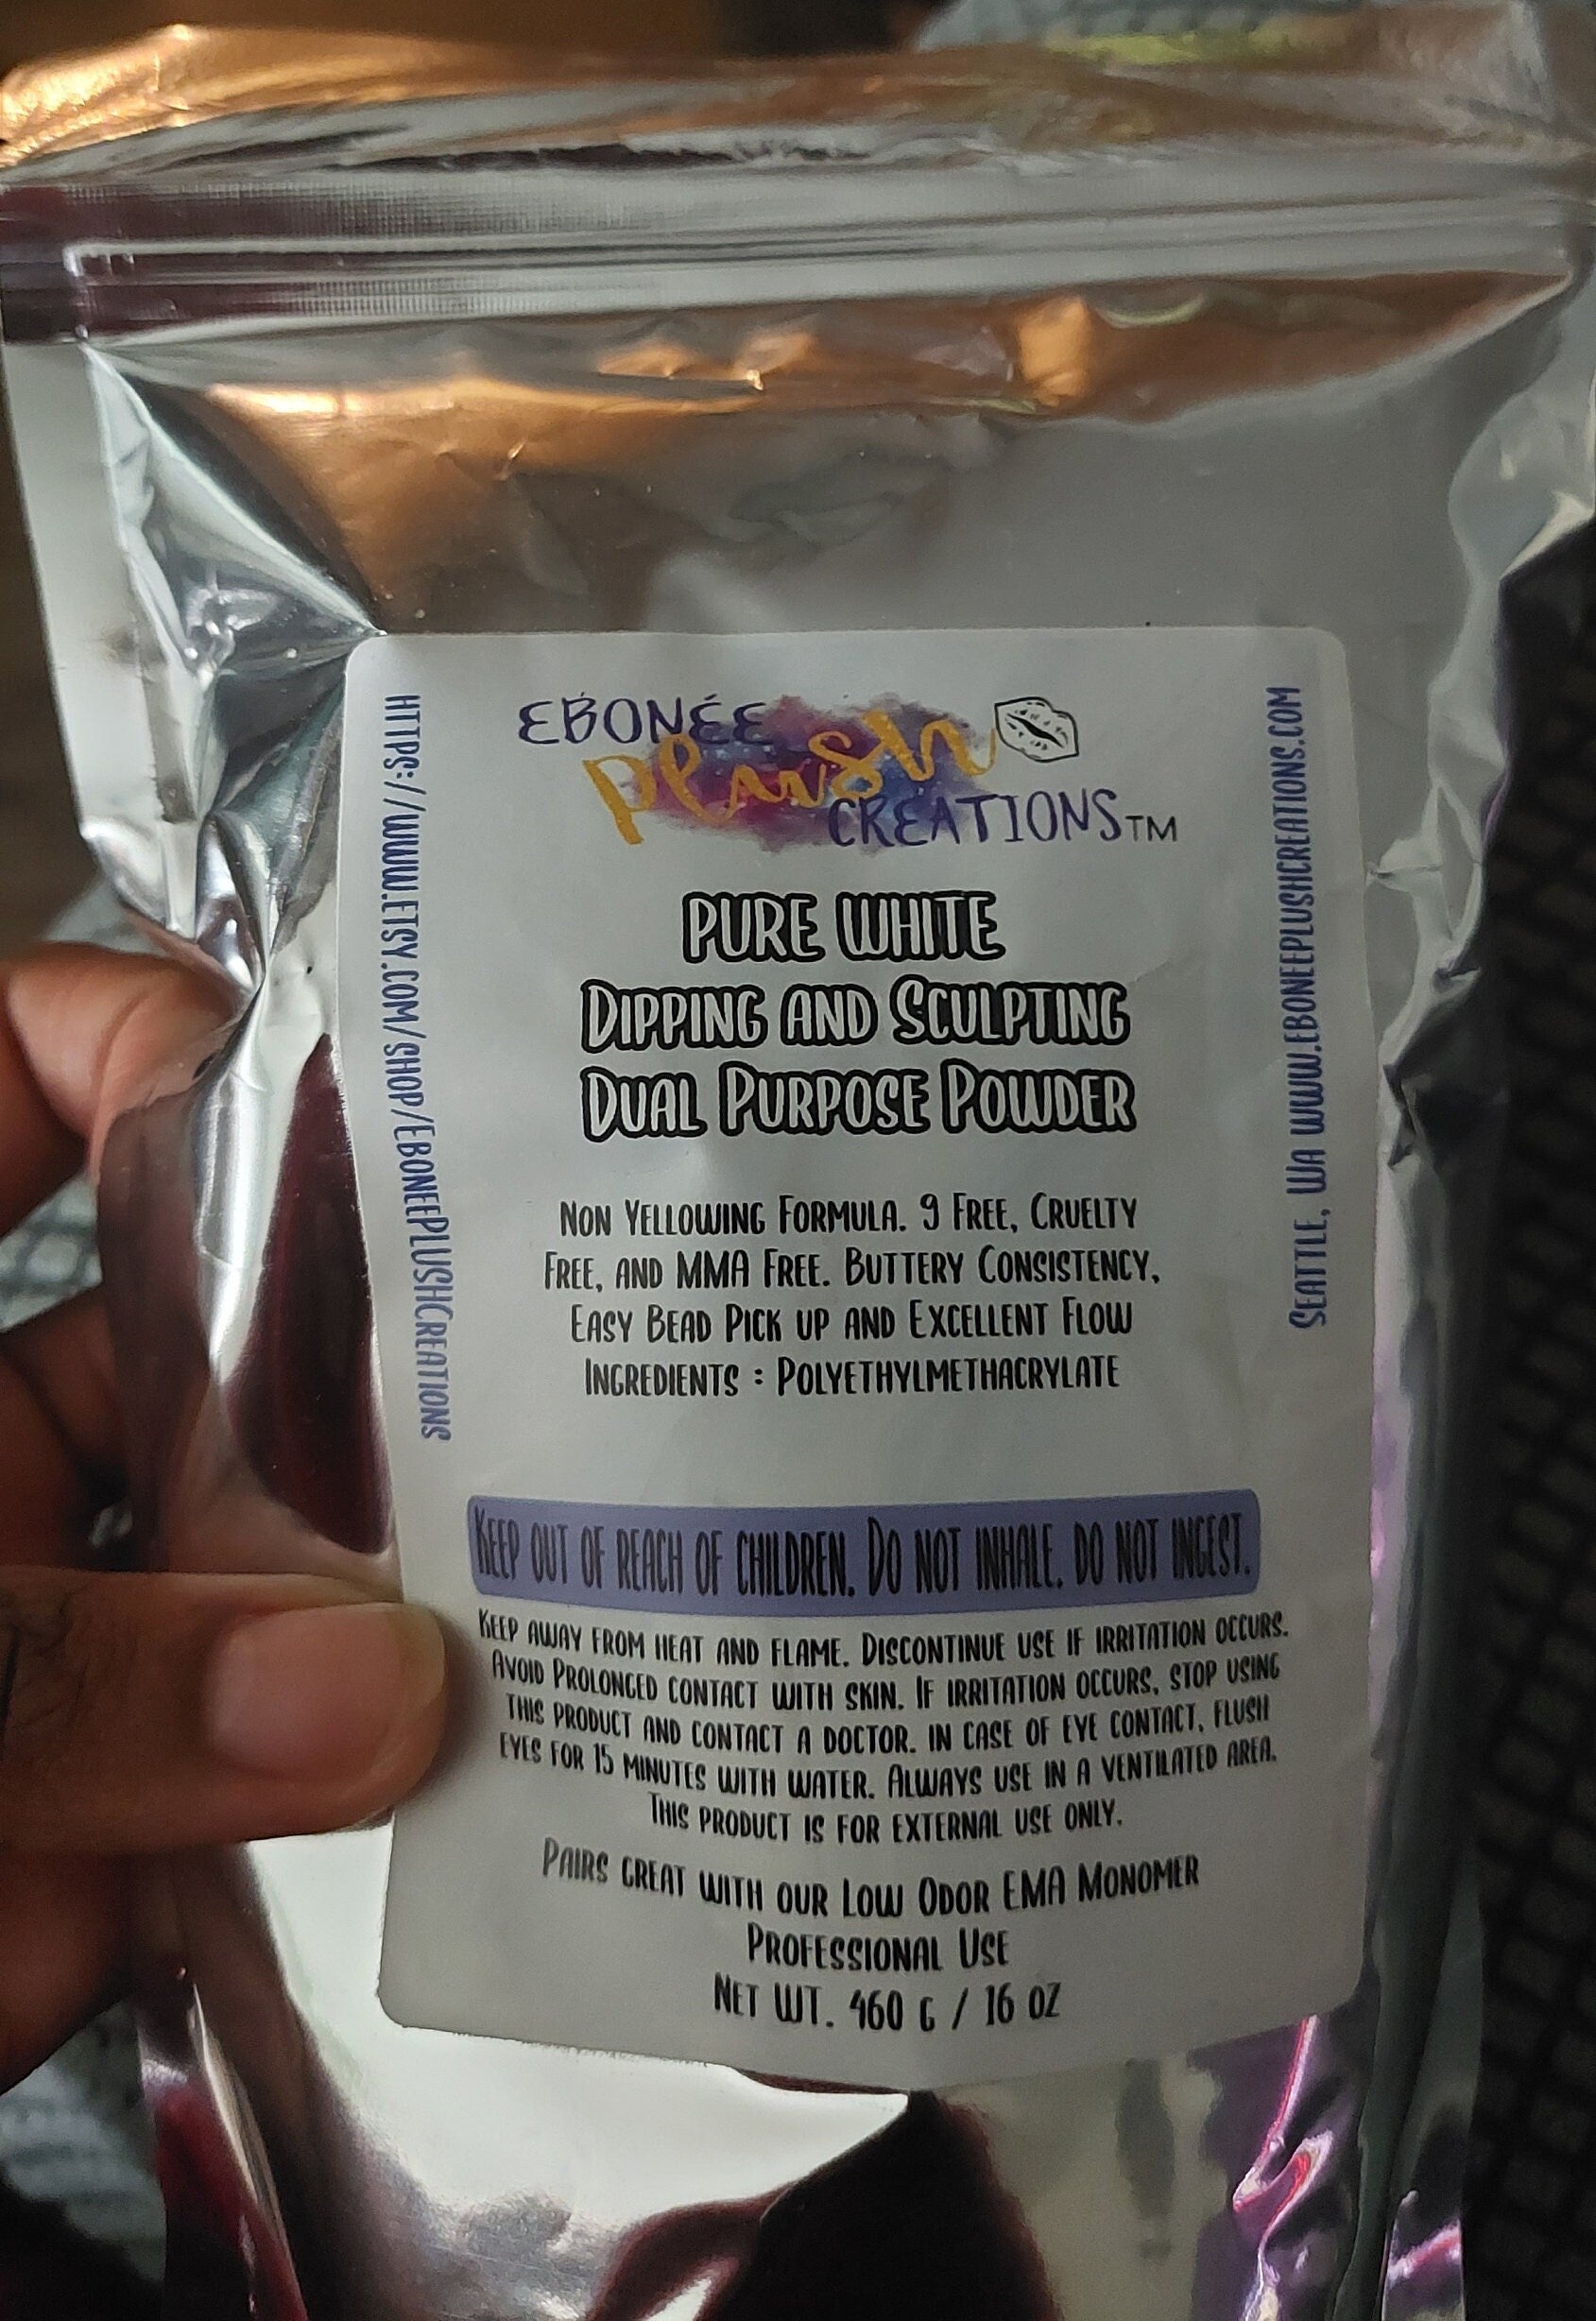 EBONÉE
Plush
CREATIONS™
HTTPS://WWW.ETSY.COM/SHOP/EBONEEPLUSHCREATIONS
SEATTLE, WA WWW.EBONEEPLUSHCREATIONS.COM
PURE WHITE
DIPPING AND SCULPTING
DUAL PURPOSE POWDER
NON YELLOWING FORMULA. 9 FREE, CRUELTY
FREE, AND MMA FREE. BUTTERY CONSISTENCY,
EASY BEAD PICK UP AND EXCELLENT FLOW
INGREDIENTS : POLYETHYLMETHACRYLATE
KEEP OUT OF REACH OF CHILDREN. DO NOT INHALE. DO NOT INGEST.
KEEP AWAY FROM HEAT AND FLAME. DISCONTINUE USE IF IRRITATION OCCURS.
AVOID PROLONGED CONTACT WITH SKIN. IF IRRITATION OCCURS, STOP USING
THIS PRODUCT AND CONTACT A DOCTOR. IN CASE OF EYE CONTACT, FLUSH
EYES FOR 15 MINUTES WITH WATER. ALWAYS USE IN A VENTILATED AREA.
THIS PRODUCT IS FOR EXTERNAL USE ONLY.
PAIRS GREAT WITH OUR LOW ODOR EMA MONOMER
PROFESSIONAL USE
NET WT. 460 G / 16 OZ